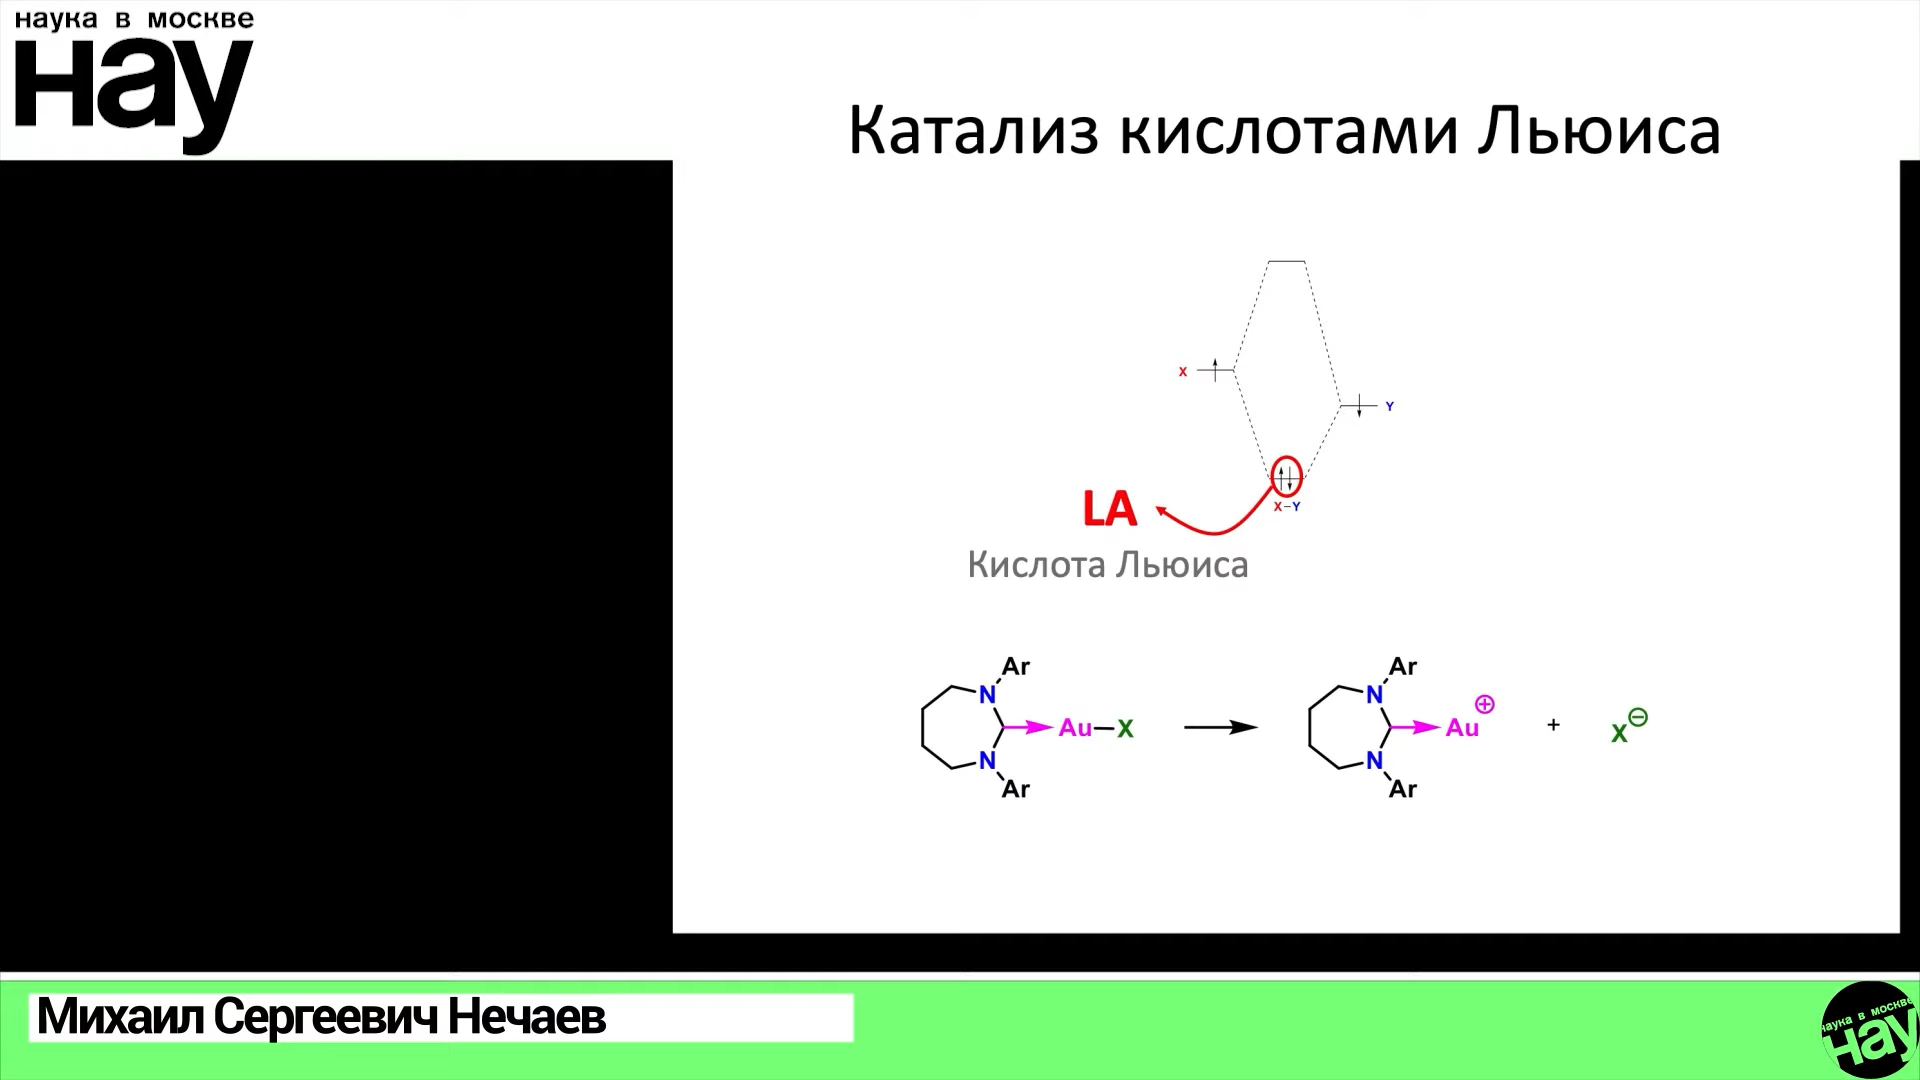 наука в москве
нау
Катализ кислотами Льюиса
X
Y
X–Y
LA
Кислота Льюиса
Ar
N
Au X
N
Ar
Ar
N
Au ⊕
N
Ar
+
X ⊖
Михаил Сергеевич Нечаев
наука в москве
нау